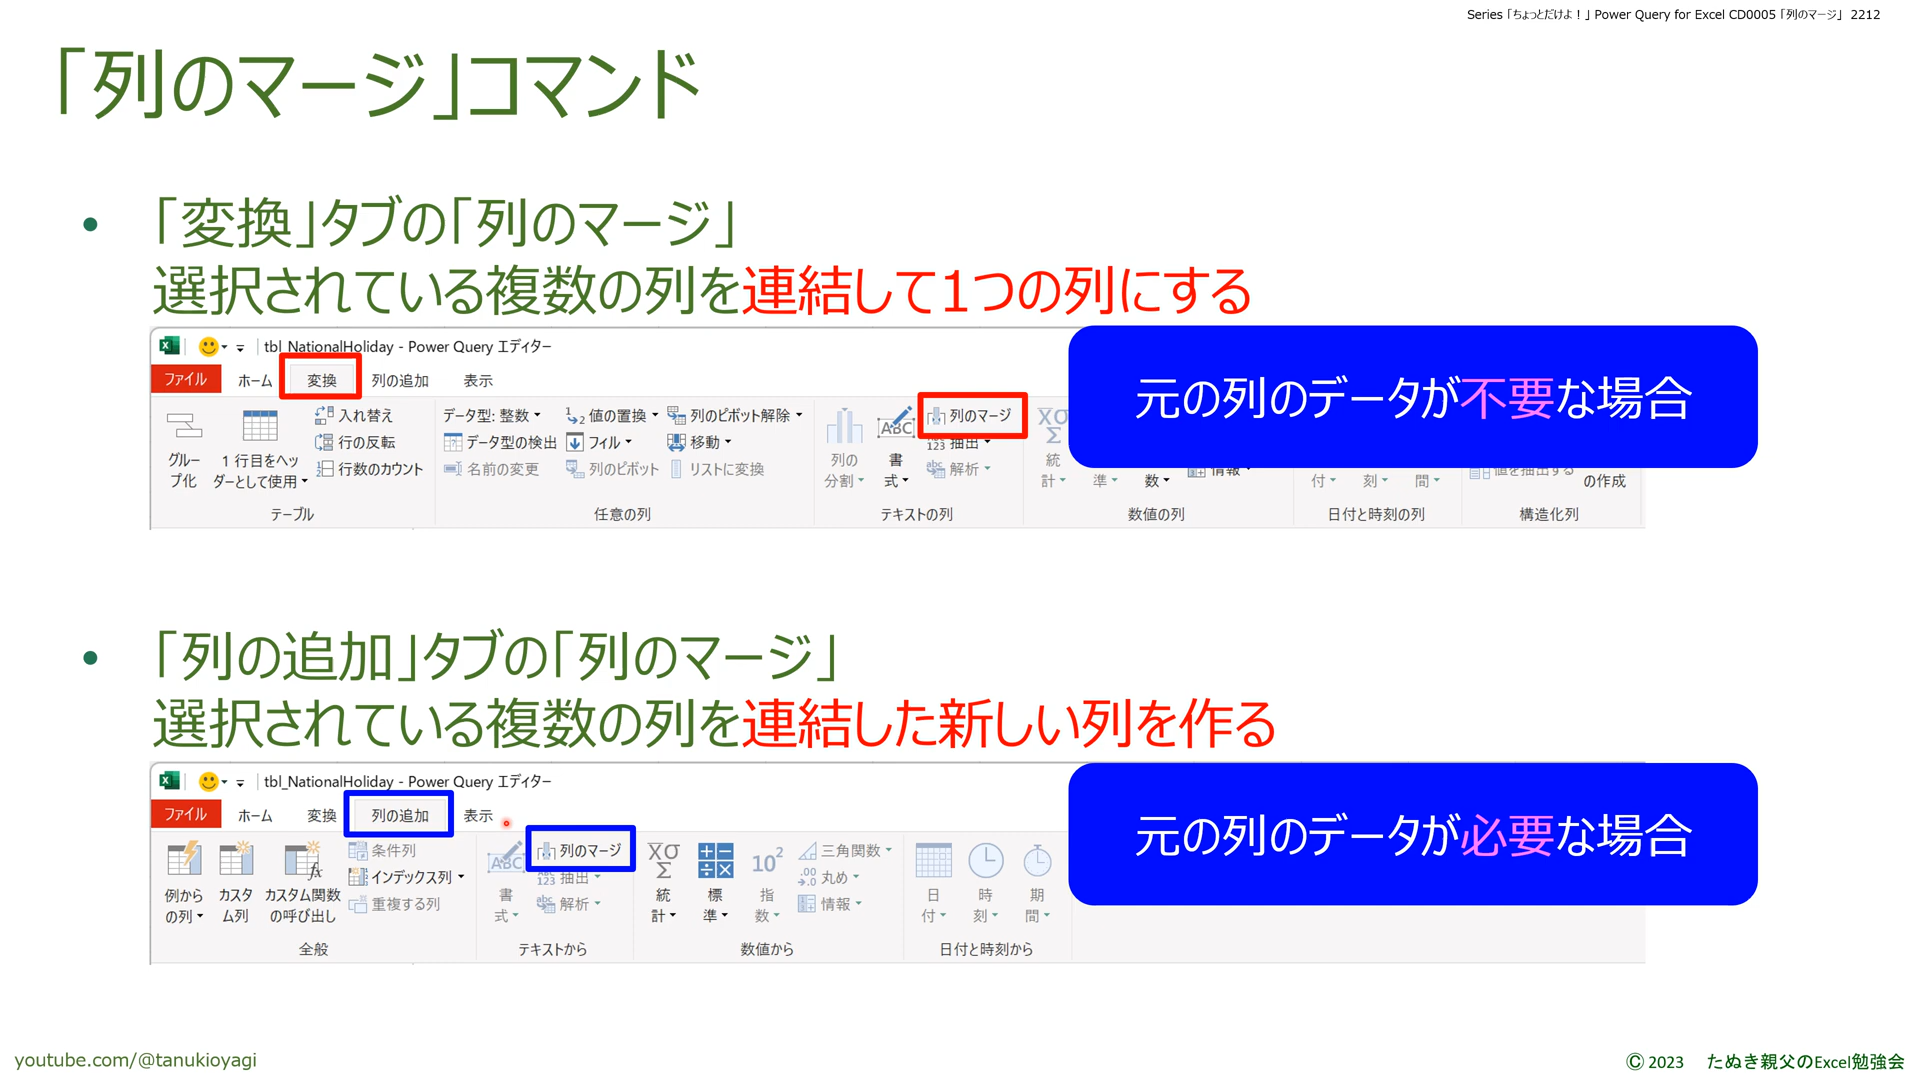 Series「ちょっとだけよ！」Power Query for Excel CD0005「列のマージ」 2212
「列のマージ」コマンド
• 「変換」タブの「列のマージ」
選択されている複数の列を連結して1つの列にする
tbl_NationalHoliday - Power Query エディター
ファイル ホーム 変換 列の追加 表示
グループ化
1 行目をヘッダーとして使用
入れ替え
行の反転
行数のカウント
テーブル
データ型: 整数
データ型の検出
名前の変更
値の置換
フィル
列のピボット
列のピボット解除
移動
リストに変換
任意の列
列の分割
書式
列のマージ
抽出
解析
テキストの列
統計
準
数
情報
数値の列
付
刻
間
日付と時刻の列
値を抽出する
の作成
構造化列
元の列のデータが不要な場合
• 「列の追加」タブの「列のマージ」
選択されている複数の列を連結した新しい列を作る
tbl_NationalHoliday - Power Query エディター
ファイル ホーム 変換 列の追加 表示
例からの列
カスタム列
カスタム関数の呼び出し
条件列
インデックス列
重複する列
全般
書式
列のマージ
抽出
解析
テキストから
統計
標準
指数
三角関数
丸め
情報
数値から
日付
時刻
期間
日付と時刻から
元の列のデータが必要な場合
youtube.com/@tanukioyagi
© 2023 たぬき親父のExcel勉強会